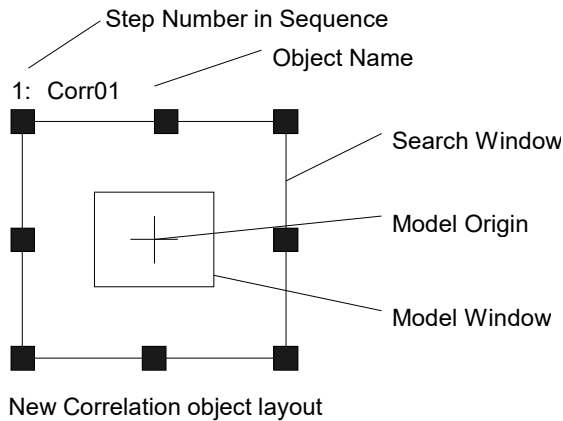 Step Number in Sequence
Object Name
1: Corr01
Search Window
Model Origin
Model Window
New Correlation object layout